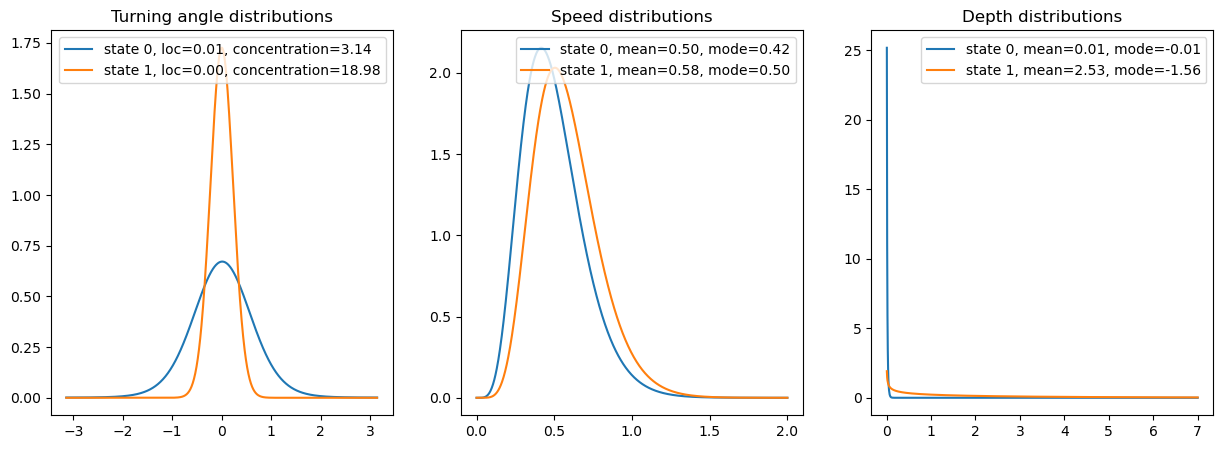 Turning angle distributions
state 0, loc=0.01, concentration=3.14
state 1, loc=0.00, concentration=18.98
1.75
1.50
1.25
1.00
0.75
0.50
0.25
0.00
−3 −2 −1 0 1 2 3
Speed distributions
state 0, mean=0.50, mode=0.42
state 1, mean=0.58, mode=0.50
2.0
1.5
1.0
0.5
0.0
0.0 0.5 1.0 1.5 2.0
Depth distributions
state 0, mean=0.01, mode=-0.01
state 1, mean=2.53, mode=-1.56
25
20
15
10
5
0
0 1 2 3 4 5 6 7